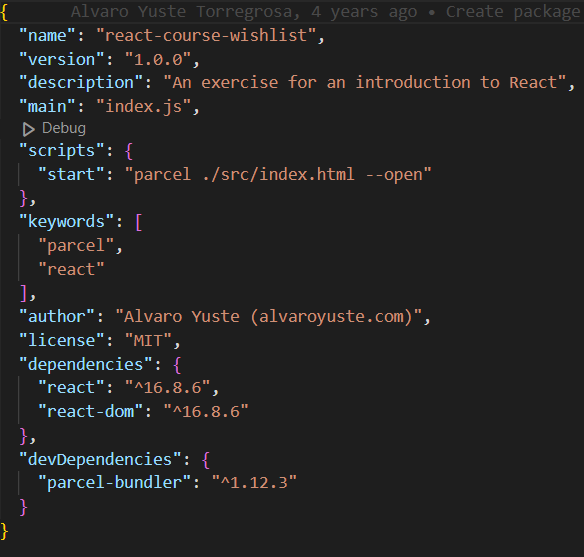 { Alvaro Yuste Torregrosa, 4 years ago • Create package
"name": "react-course-wishlist",
"version": "1.0.0",
"description": "An exercise for an introduction to React",
"main": "index.js",
Debug
"scripts": {
"start": "parcel ./src/index.html --open"
},
"keywords": [
"parcel",
"react"
],
"author": "Alvaro Yuste (alvaroyuste.com)",
"license": "MIT",
"dependencies": {
"react": "^16.8.6",
"react-dom": "^16.8.6"
},
"devDependencies": {
"parcel-bundler": "^1.12.3"
}
}